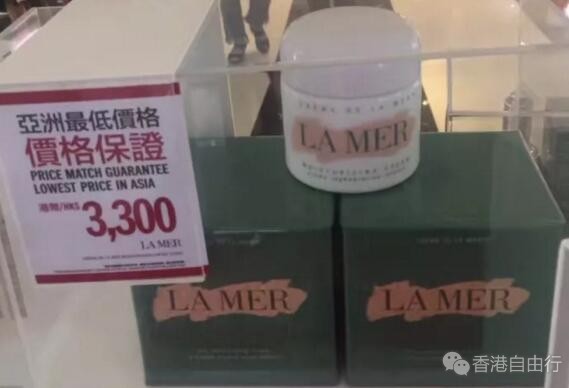 亞洲最低價格
價格保證
PRICE MATCH GUARANTEE
LOWEST PRICE IN ASIA
港幣/HK$ 3,300
LA MER
CRÈME DE LA MER
LA MER
MOISTURIZING CREAM
LA MER
LA MER
香港自由行